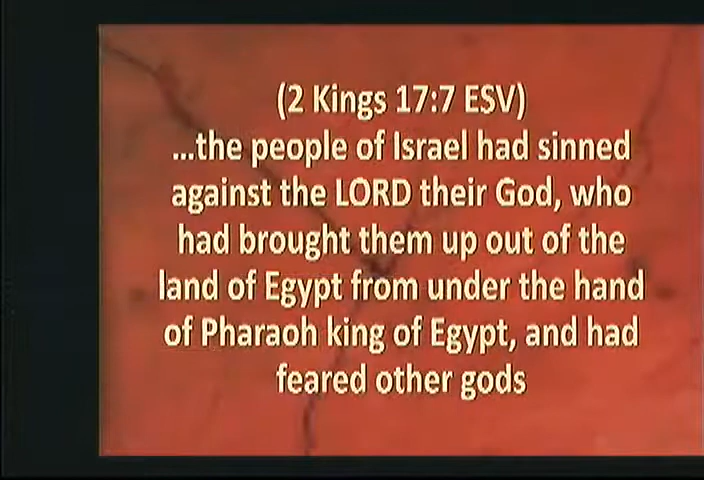 (2 Kings 17:7 ESV)
...the people of Israel had sinned
against the LORD their God, who
had brought them up out of the
land of Egypt from under the hand
of Pharaoh king of Egypt, and had
feared other gods